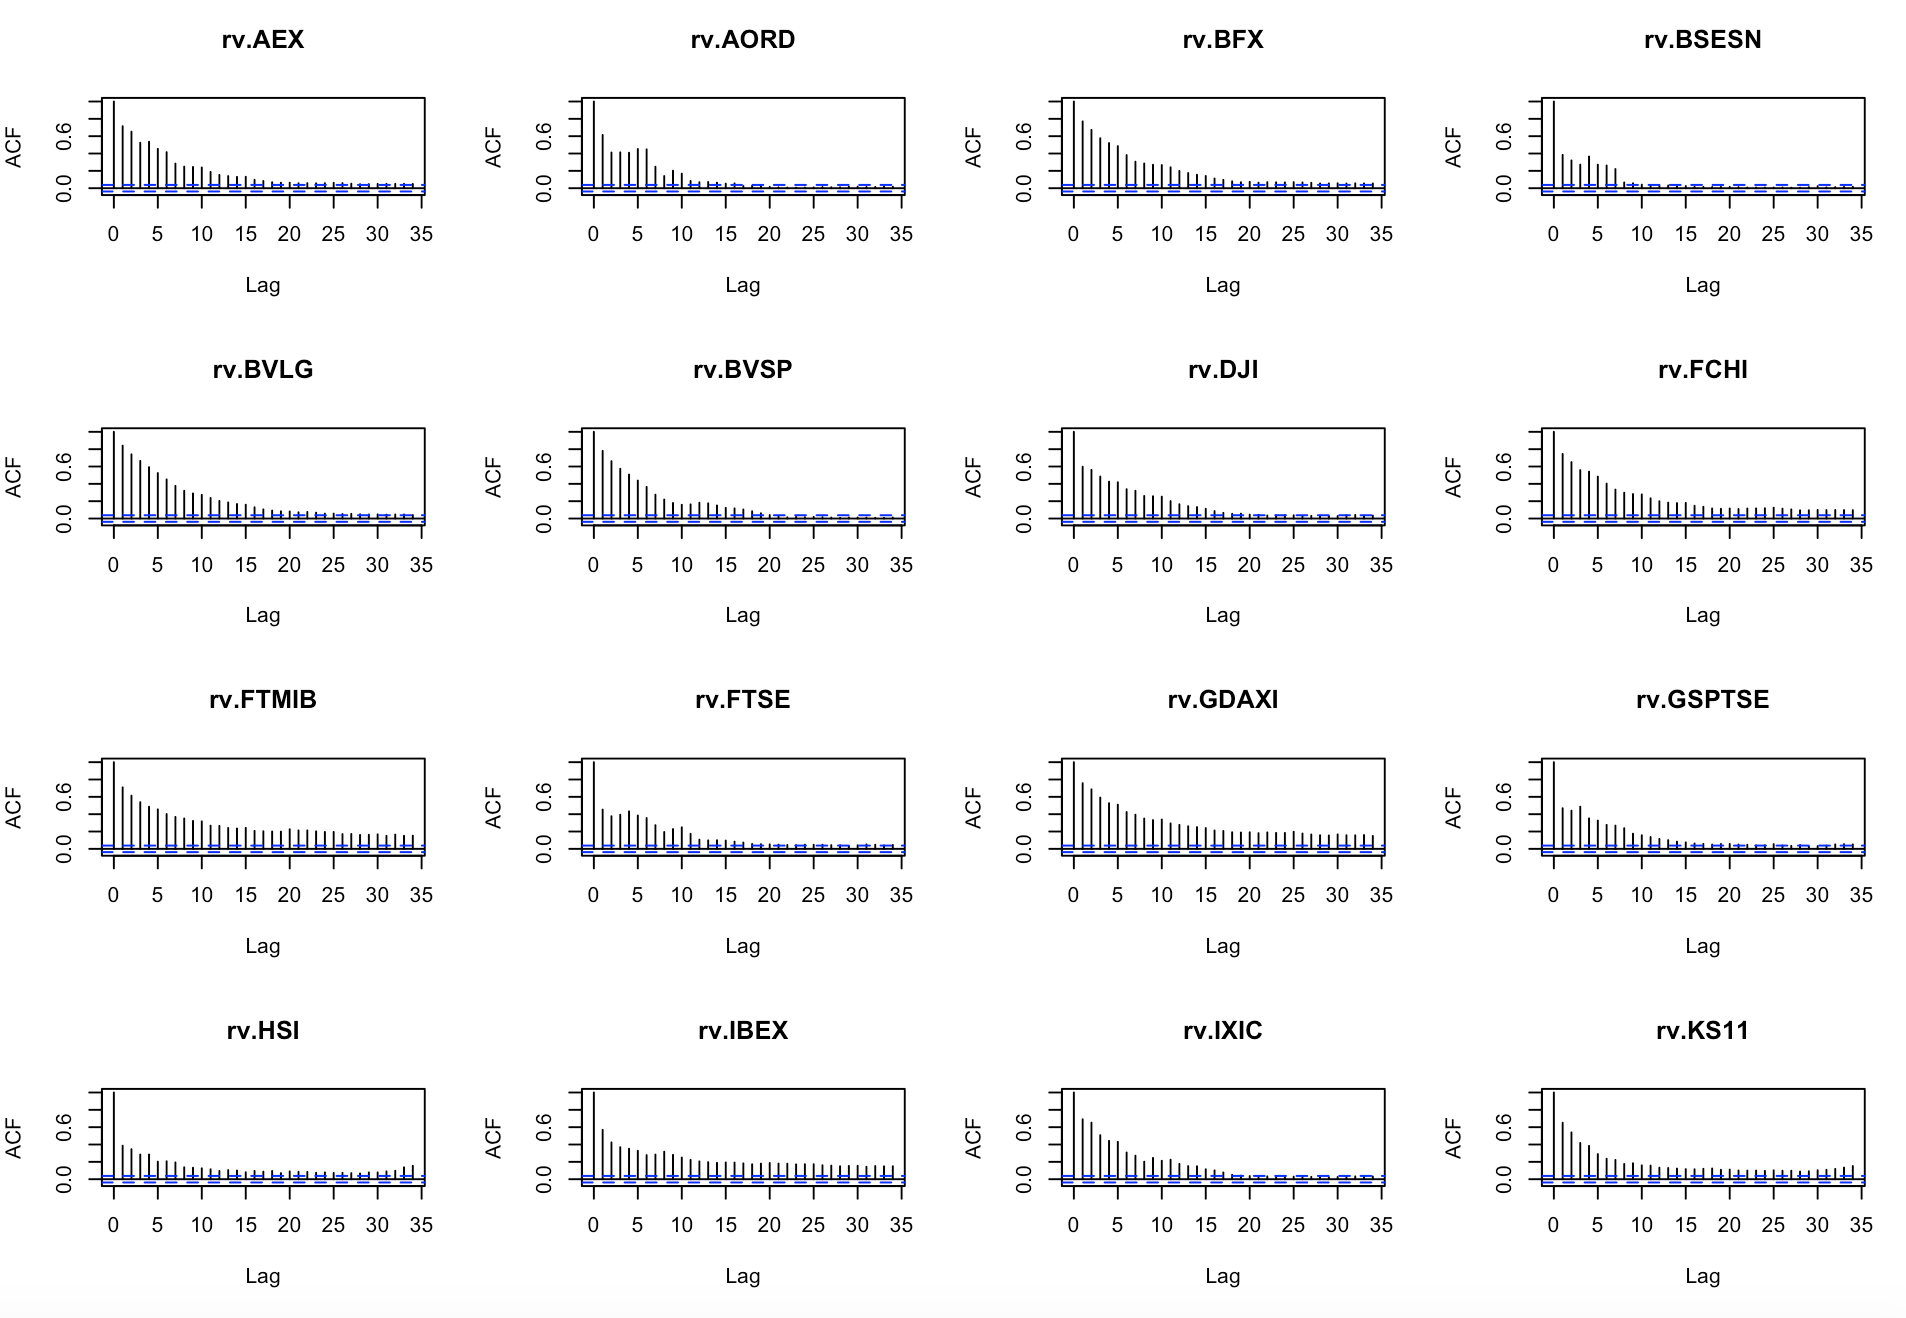 rv.AEX rv.AORD rv.BFX rv.BSESN
ACF 0.0 0.6 ACF 0.0 0.6 ACF 0.0 0.6 ACF 0.0 0.6
0 5 10 15 20 25 30 35 0 5 10 15 20 25 30 35 0 5 10 15 20 25 30 35 0 5 10 15 20 25 30 35
Lag Lag Lag Lag
rv.BVLG rv.BVSP rv.DJI rv.FCHI
ACF 0.0 0.6 ACF 0.0 0.6 ACF 0.0 0.6 ACF 0.0 0.6
0 5 10 15 20 25 30 35 0 5 10 15 20 25 30 35 0 5 10 15 20 25 30 35 0 5 10 15 20 25 30 35
Lag Lag Lag Lag
rv.FTMIB rv.FTSE rv.GDAXI rv.GSPTSE
ACF 0.0 0.6 ACF 0.0 0.6 ACF 0.0 0.6 ACF 0.0 0.6
0 5 10 15 20 25 30 35 0 5 10 15 20 25 30 35 0 5 10 15 20 25 30 35 0 5 10 15 20 25 30 35
Lag Lag Lag Lag
rv.HSI rv.IBEX rv.IXIC rv.KS11
ACF 0.0 0.6 ACF 0.0 0.6 ACF 0.0 0.6 ACF 0.0 0.6
0 5 10 15 20 25 30 35 0 5 10 15 20 25 30 35 0 5 10 15 20 25 30 35 0 5 10 15 20 25 30 35
Lag Lag Lag Lag